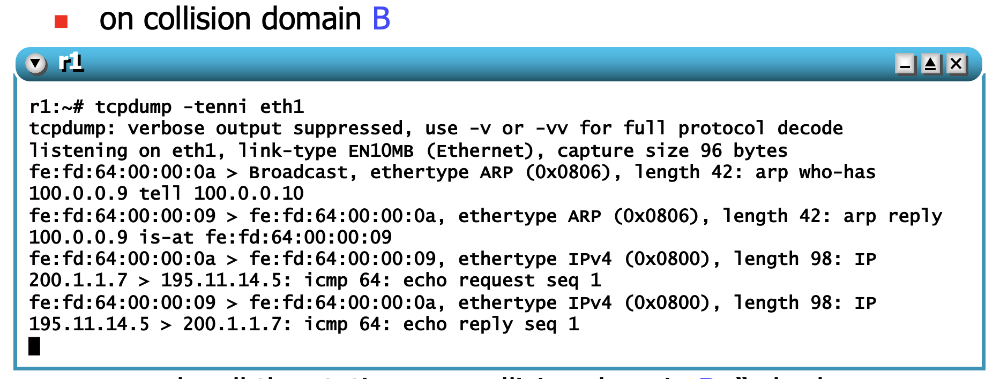 on collision domain B
r1
r1:~# tcpdump -tenni eth1
tcpdump: verbose output suppressed, use -v or -vv for full protocol decode
listening on eth1, link-type EN10MB (Ethernet), capture size 96 bytes
fe:fd:64:00:00:0a > Broadcast, ethertype ARP (0x0806), length 42: arp who-has
100.0.0.9 tell 100.0.0.10
fe:fd:64:00:00:09 > fe:fd:64:00:00:0a, ethertype ARP (0x0806), length 42: arp reply
100.0.0.9 is-at fe:fd:64:00:00:09
fe:fd:64:00:00:0a > fe:fd:64:00:00:09, ethertype IPv4 (0x0800), length 98: IP
200.1.1.7 > 195.11.14.5: icmp 64: echo request seq 1
fe:fd:64:00:00:09 > fe:fd:64:00:00:0a, ethertype IPv4 (0x0800), length 98: IP
195.11.14.5 > 200.1.1.7: icmp 64: echo reply seq 1